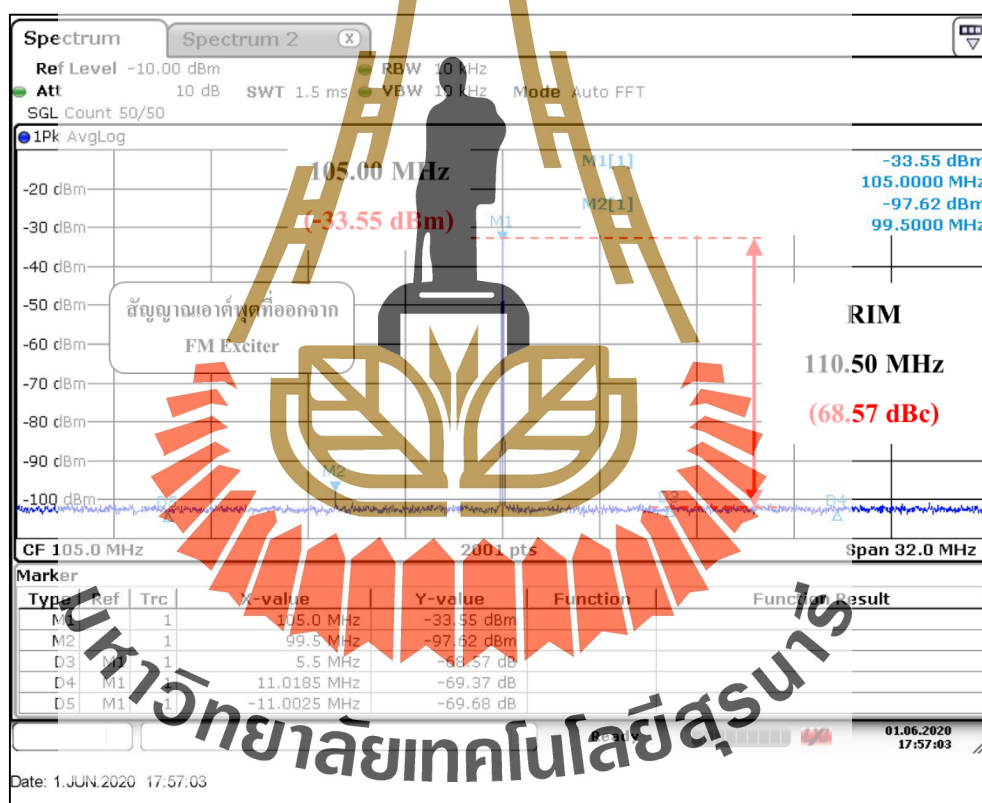 Spectrum
Spectrum 2 X
Ref Level -10.00 dBm RBW 10 kHz
Att 10 dB SWT 1.5 ms VBW 10 kHz Mode Auto FFT
SGL Count 50/50
1Pk AvgLog
M1[1] -33.55 dBm
105.0000 MHz
M2[1] -97.62 dBm
99.5000 MHz
105.00 MHz
(-33.55 dBm)
M1
-20 dBm
-30 dBm
-40 dBm
-50 dBm
-60 dBm
-70 dBm
-80 dBm
-90 dBm
-100 dBm
สัญญาณเอาต์พุตที่ออกจาก
FM Exciter
RIM
110.50 MHz
(68.57 dBc)
M2
D5
D3
D4
CF 105.0 MHz 2001 pts Span 32.0 MHz
Marker
Type Ref Trc X-value Y-value Function Function Result
M1 1 105.0 MHz -33.55 dBm
M2 1 99.5 MHz -97.62 dBm
D3 M1 1 5.5 MHz -68.57 dB
D4 M1 1 11.0185 MHz -69.37 dB
D5 M1 1 -11.0025 MHz -69.68 dB
Ready
01.06.2020
17:57:03
Date: 1.JUN.2020 17:57:03
มหาวิทยาลัยเทคโนโลยีสุรนารี